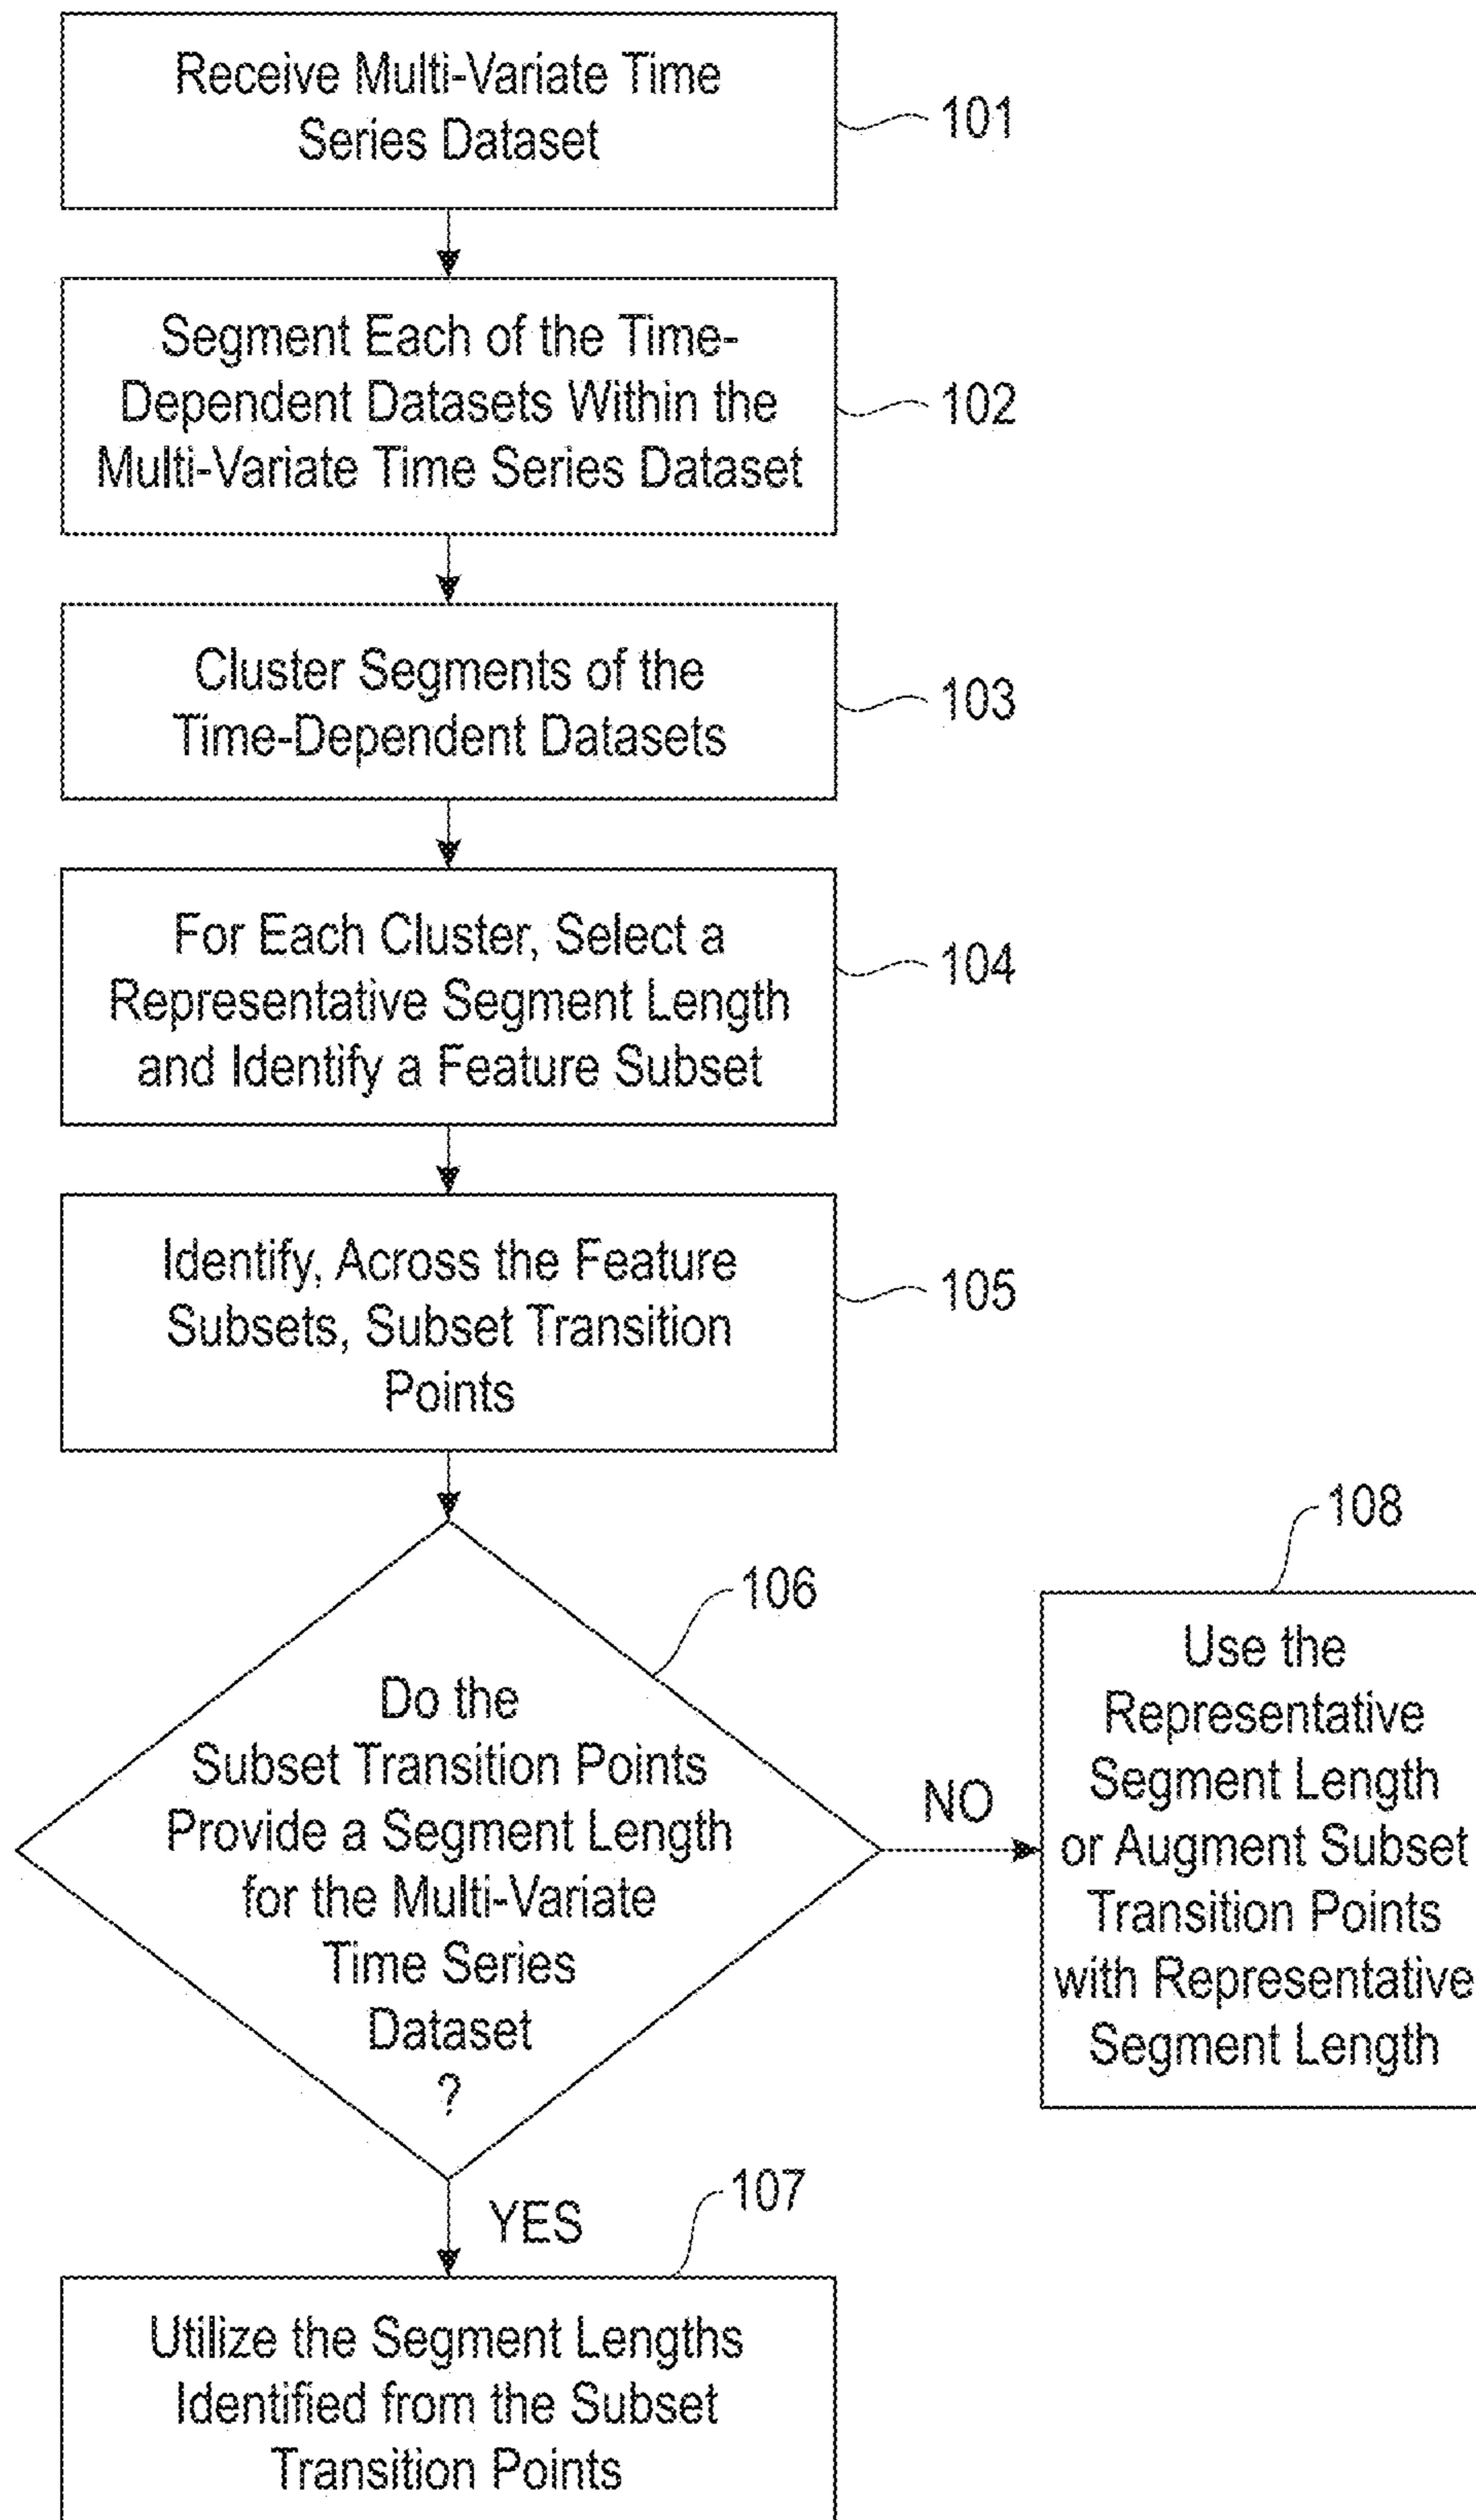 Receive Multi-Variate Time
Series Dataset
101
Segment Each of the Time-
Dependent Datasets Within the
Multi-Variate Time Series Dataset
102
Cluster Segments of the
Time-Dependent Datasets
103
For Each Cluster, Select a
Representative Segment Length
and Identify a Feature Subset
104
Identify, Across the Feature
Subsets, Subset Transition
Points
105
106
Do the
Subset Transition Points
Provide a Segment Length
for the Multi-Variate
Time Series
Dataset
?
NO
108
Use the
Representative
Segment Length
or Augment Subset
Transition Points
with Representative
Segment Length
YES
107
Utilize the Segment Lengths
Identified from the Subset
Transition Points